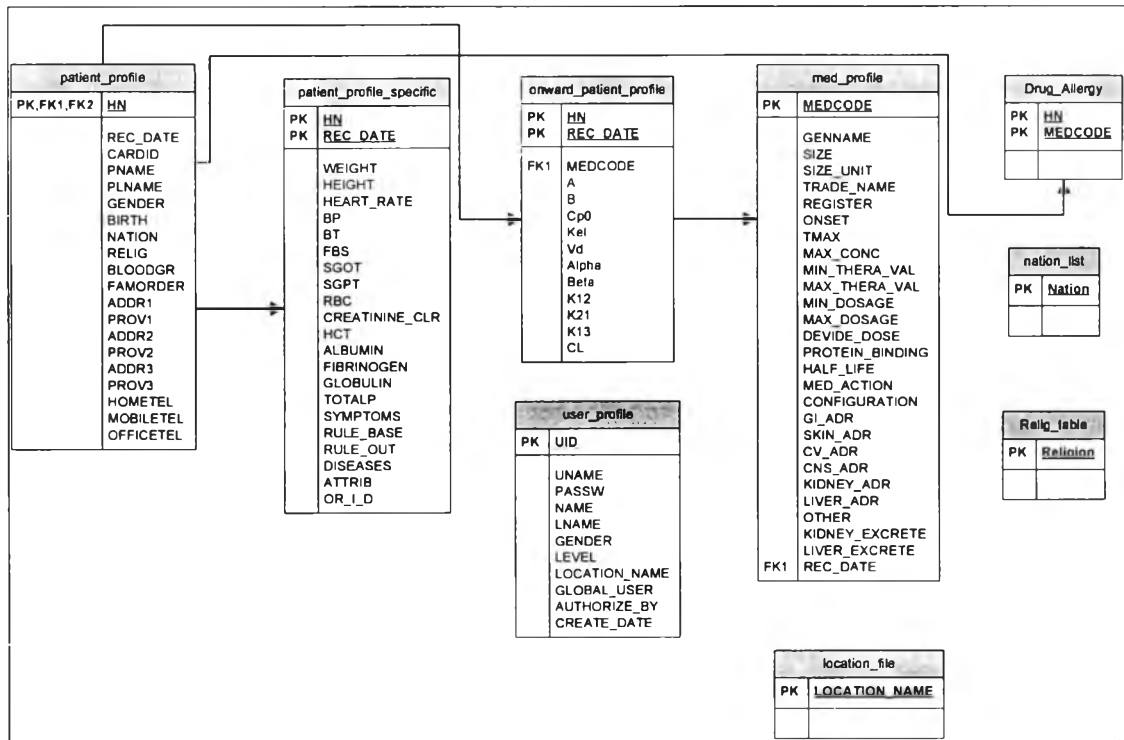 patient_profile
PK,FK1,FK2 HN
REC_DATE
CARDID
PNAME
PLNAME
GENDER
BIRTH
NATION
RELIG
BLOODGR
FAMORDER
ADDR1
PROV1
ADDR2
PROV2
ADDR3
PROV3
HOMETEL
MOBILETEL
OFFICETEL
patient_profile_specific
PK HN
PK REC_DATE
WEIGHT
HEIGHT
HEART_RATE
BP
BT
FBS
SGOT
SGPT
RBC
CREATININE_CLR
HCT
ALBUMIN
FIBRINOGEN
GLOBULIN
TOTALP
SYMPTOMS
RULE_BASE
RULE_OUT
DISEASES
ATTRIB
OR_I_D
onward_patient_profile
PK HN
PK REC_DATE
FK1 MEDCODE
A
B
Cp0
Kel
Vd
Alpha
Beta
K12
K21
K13
CL
user_profile
PK UID
UNAME
PASSW
NAME
LNAME
GENDER
LEVEL
LOCATION_NAME
GLOBAL_USER
AUTHORIZE_BY
CREATE_DATE
med_profile
PK MEDCODE
GENNAME
SIZE
SIZE_UNIT
TRADE_NAME
REGISTER
ONSET
TMAX
MAX_CONC
MIN_THERA_VAL
MAX_THERA_VAL
MIN_DOSAGE
MAX_DOSAGE
DEVIDE_DOSE
PROTEIN_BINDING
HALF_LIFE
MED_ACTION
CONFIGURATION
GI_ADR
SKIN_ADR
CV_ADR
CNS_ADR
KIDNEY_ADR
LIVER_ADR
OTHER
KIDNEY_EXCRETE
LIVER_EXCRETE
FK1 REC_DATE
location_file
PK LOCATION_NAME
Drug_Allergy
PK HN
PK MEDCODE
nation_list
PK Nation
Relig_table
PK Religion